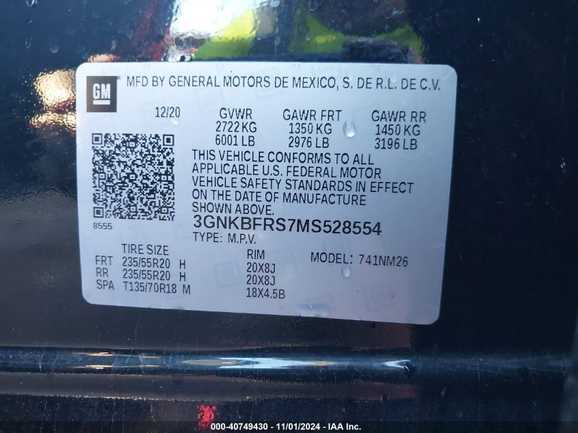 GM
MFD BY GENERAL MOTORS DE MEXICO, S. DE R.L. DE C.V.
12/20 GVWR GAWR FRT GAWR RR
2722 KG 1350 KG 1450 KG
6001 LB 2976 LB 3196 LB
THIS VEHICLE CONFORMS TO ALL
APPLICABLE U.S. FEDERAL MOTOR
VEHICLE SAFETY STANDARDS IN EFFECT
ON THE DATE OF MANUFACTURE
SHOWN ABOVE.
8555 3GNKBFRS7MS528554
TYPE: M.P.V.
TIRE SIZE RIM MODEL: 741NM26
FRT 235/55R20 H 20X8J
RR 235/55R20 H 20X8J
SPA T135/70R18 M 18X4.5B
000-40749430 - 11/01/2024 - IAA Inc.